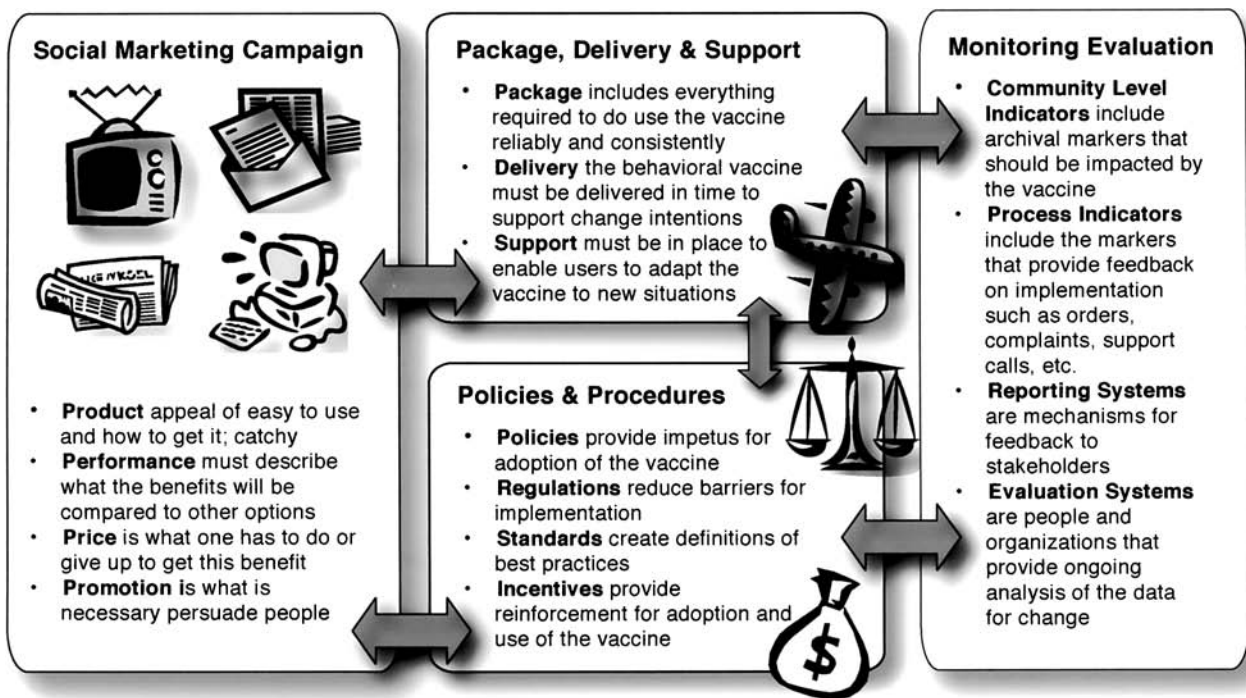 Social Marketing Campaign
• Product appeal of easy to use
and how to get it; catchy
• Performance must describe
what the benefits will be
compared to other options
• Price is what one has to do or
give up to get this benefit
• Promotion is what is
necessary persuade people
Package, Delivery & Support
• Package includes everything
required to do use the vaccine
reliably and consistently
• Delivery the behavioral vaccine
must be delivered in time to
support change intentions
• Support must be in place to
enable users to adapt the
vaccine to new situations
Policies & Procedures
• Policies provide impetus for
adoption of the vaccine
• Regulations reduce barriers for
implementation
• Standards create definitions of
best practices
• Incentives provide
reinforcement for adoption and
use of the vaccine
$
Monitoring Evaluation
• Community Level
Indicators include
archival markers that
should be impacted by
the vaccine
• Process Indicators
include the markers
that provide feedback
on implementation
such as orders,
complaints, support
calls, etc.
• Reporting Systems
are mechanisms for
feedback to
stakeholders
• Evaluation Systems
are people and
organizations that
provide ongoing
analysis of the data
for change